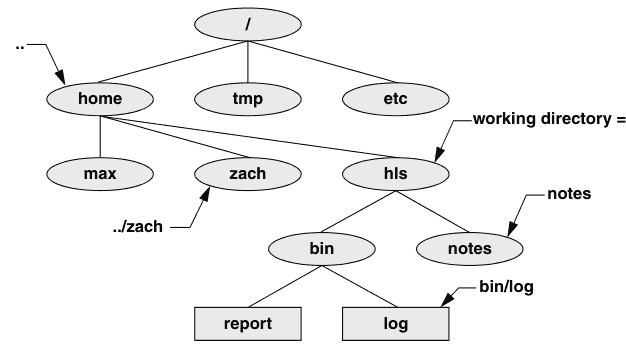 /
..
home
tmp
etc
working directory =
max
zach
hls
notes
../zach
bin
notes
bin/log
report
log